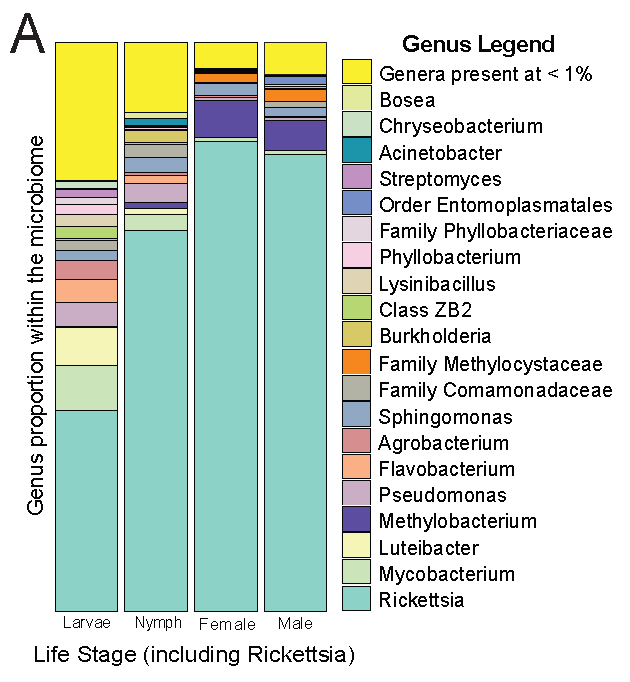 A
Genus Legend
Genera present at < 1%
Bosea
Chryseobacterium
Acinetobacter
Streptomyces
Order Entomoplasmatales
Family Phyllobacteriaceae
Phyllobacterium
Lysinibacillus
Class ZB2
Burkholderia
Family Methylocystaceae
Family Comamonadaceae
Sphingomonas
Agrobacterium
Flavobacterium
Pseudomonas
Methylobacterium
Luteibacter
Mycobacterium
Rickettsia
Genus proportion within the microbiome
Larvae Nymph Female Male
Life Stage (including Rickettsia)